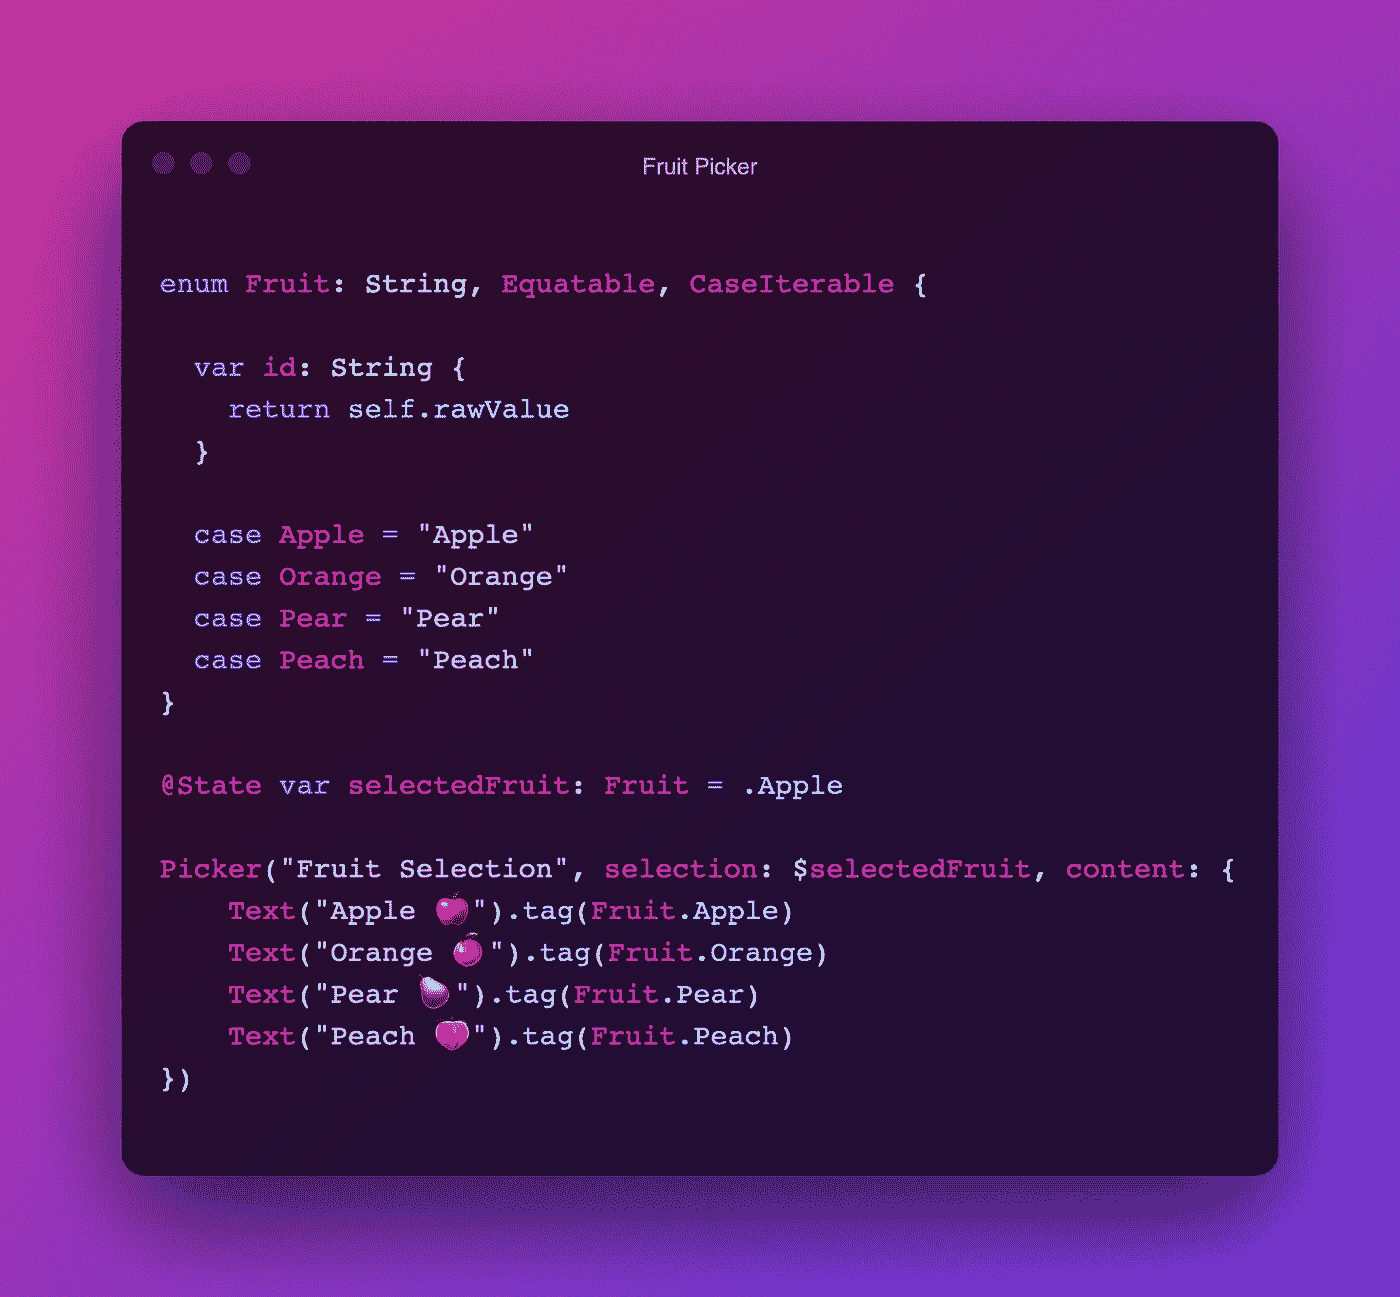 Fruit Picker
enum Fruit: String, Equatable, CaseIterable {
  var id: String {
    return self.rawValue
  }
  case Apple = "Apple"
  case Orange = "Orange"
  case Pear = "Pear"
  case Peach = "Peach"
}
@State var selectedFruit: Fruit = .Apple
Picker("Fruit Selection", selection: $selectedFruit, content: {
    Text("Apple 🍎").tag(Fruit.Apple)
    Text("Orange 🍊").tag(Fruit.Orange)
    Text("Pear 🍐").tag(Fruit.Pear)
    Text("Peach 🍑").tag(Fruit.Peach)
})